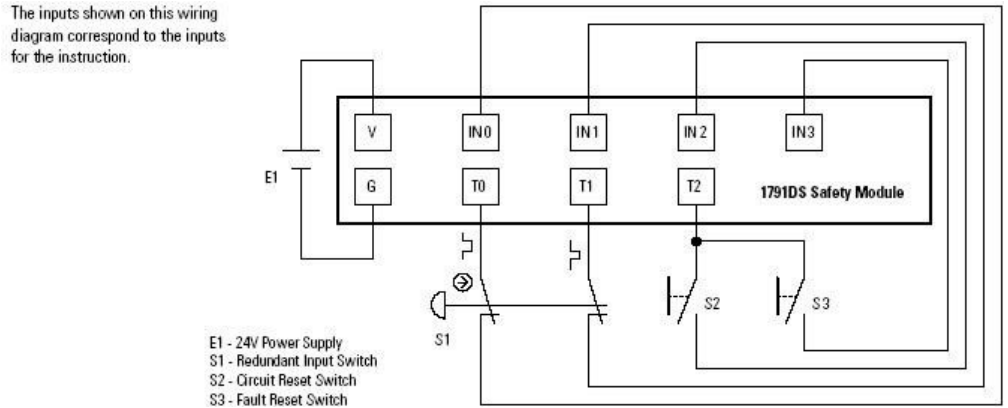 The inputs shown on this wiring
diagram correspond to the inputs
for the instruction.
V
IN0
IN1
IN2
IN3
E1
G
T0
T1
T2
1791DS Safety Module
S1
S2
S3
E1 - 24V Power Supply
S1 - Redundant Input Switch
S2 - Circuit Reset Switch
S3 - Fault Reset Switch